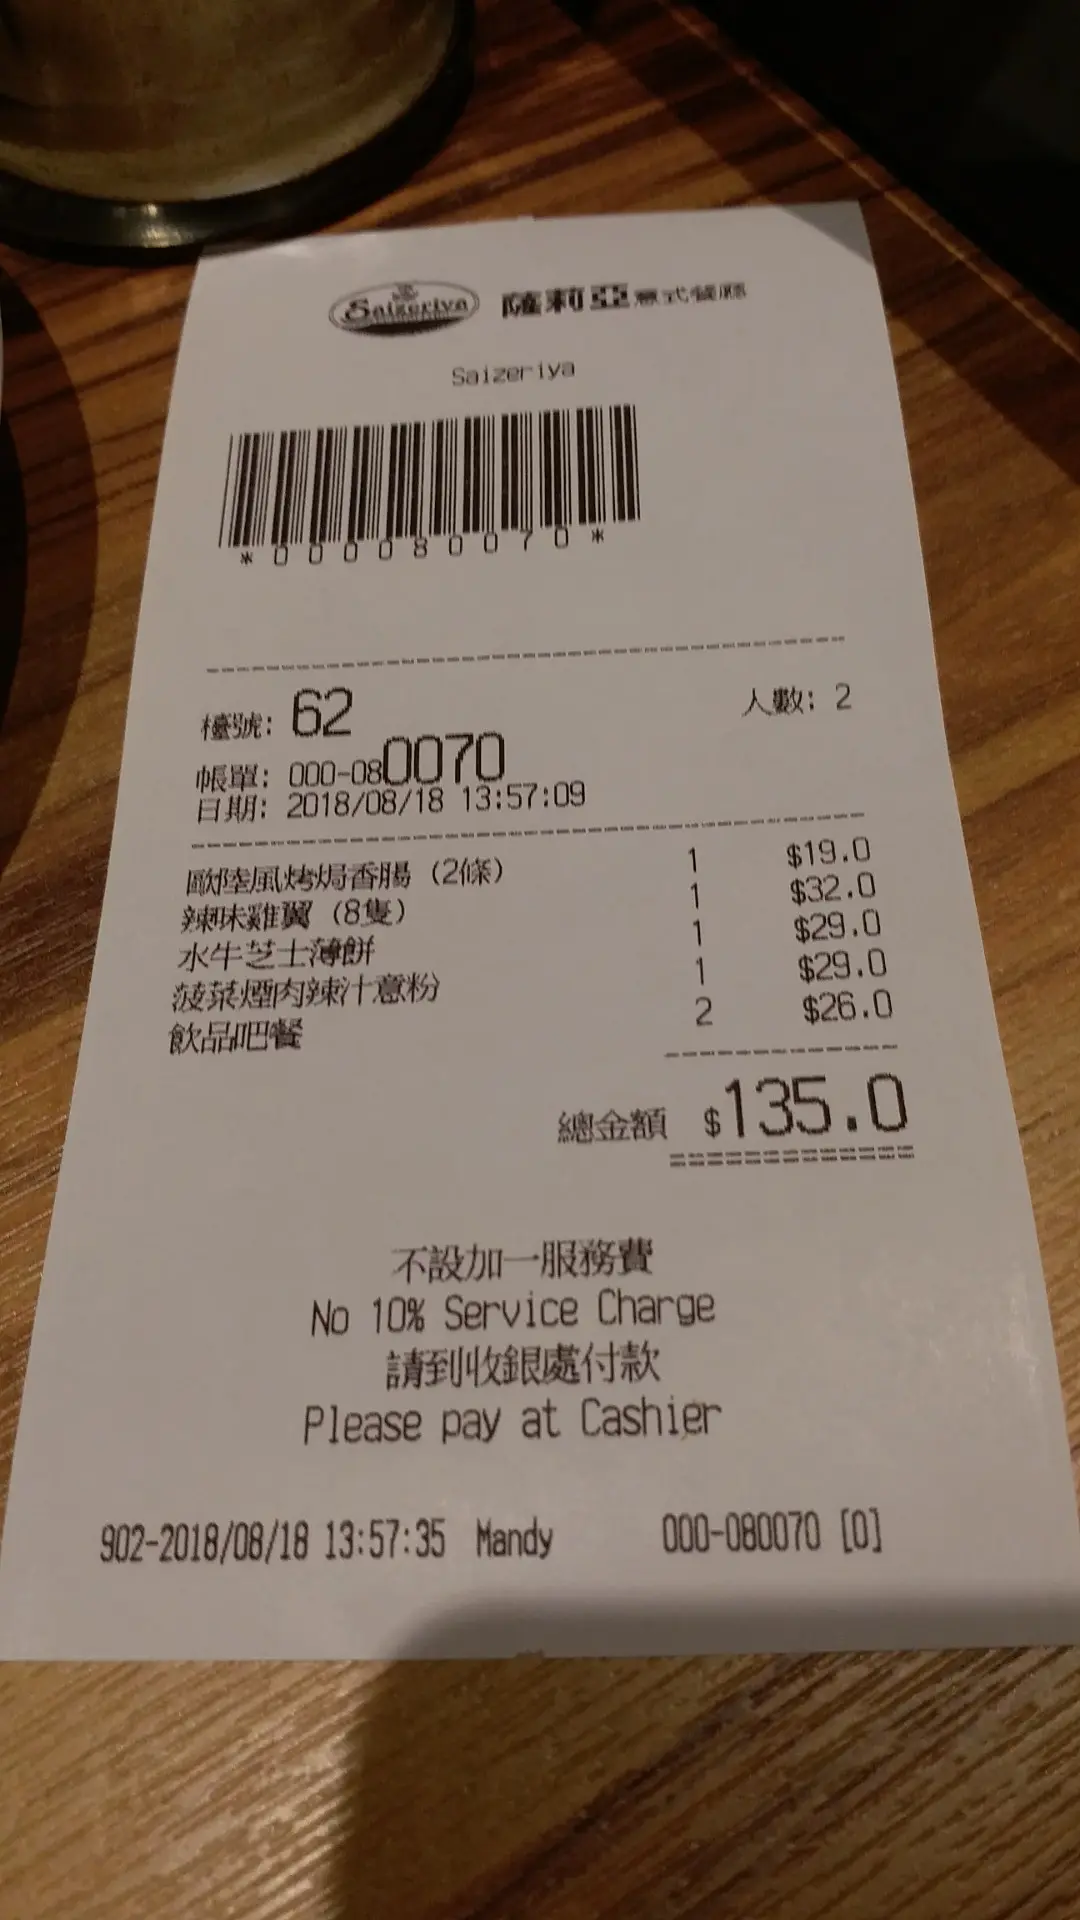 Saizeriya 薩莉亞意式餐廳
Saizeriya
*000080070*
檯號: 62 人數: 2
帳單: 000-080070
日期: 2018/08/18 13:57:09
歐陸風烤焗香腸 (2條) 1 $19.0
辣味雞翼 (8隻) 1 $32.0
水牛芝士薄餅 1 $29.0
菠菜煙肉辣汁意粉 1 $29.0
飲品吧餐 2 $26.0
總金額 $135.0
不設加一服務費
No 10% Service Charge
請到收銀處付款
Please pay at Cashier
902-2018/08/18 13:57:35 Mandy 000-080070 [0]